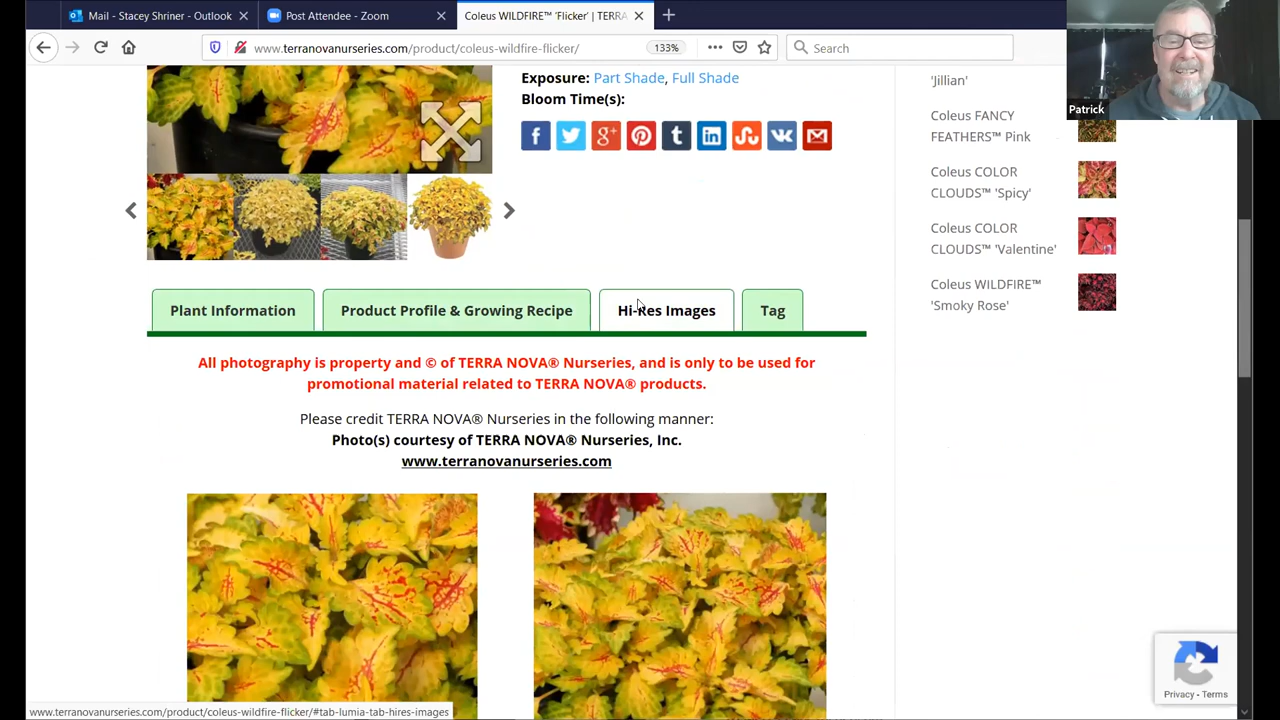 Mail - Stacey Shriner - Outlook
Post Attendee - Zoom
Coleus WILDFIRE™ 'Flicker' | TERRA
www.terranovanurseries.com/product/coleus-wildfire-flicker/
133%
Search
Patrick
Exposure: Part Shade, Full Shade
Bloom Time(s):
'Jillian'
Coleus FANCY
FEATHERS™ Pink
Coleus COLOR
CLOUDS™ 'Spicy'
Coleus COLOR
CLOUDS™ 'Valentine'
Coleus WILDFIRE™
'Smoky Rose'
Plant Information
Product Profile & Growing Recipe
Hi-Res Images
Tag
All photography is property and © of TERRA NOVA® Nurseries, and is only to be used for
promotional material related to TERRA NOVA® products.
Please credit TERRA NOVA® Nurseries in the following manner:
Photo(s) courtesy of TERRA NOVA® Nurseries, Inc.
www.terranovanurseries.com
Privacy - Terms
www.terranovanurseries.com/product/coleus-wildfire-flicker/#tab-lumia-tab-hires-images